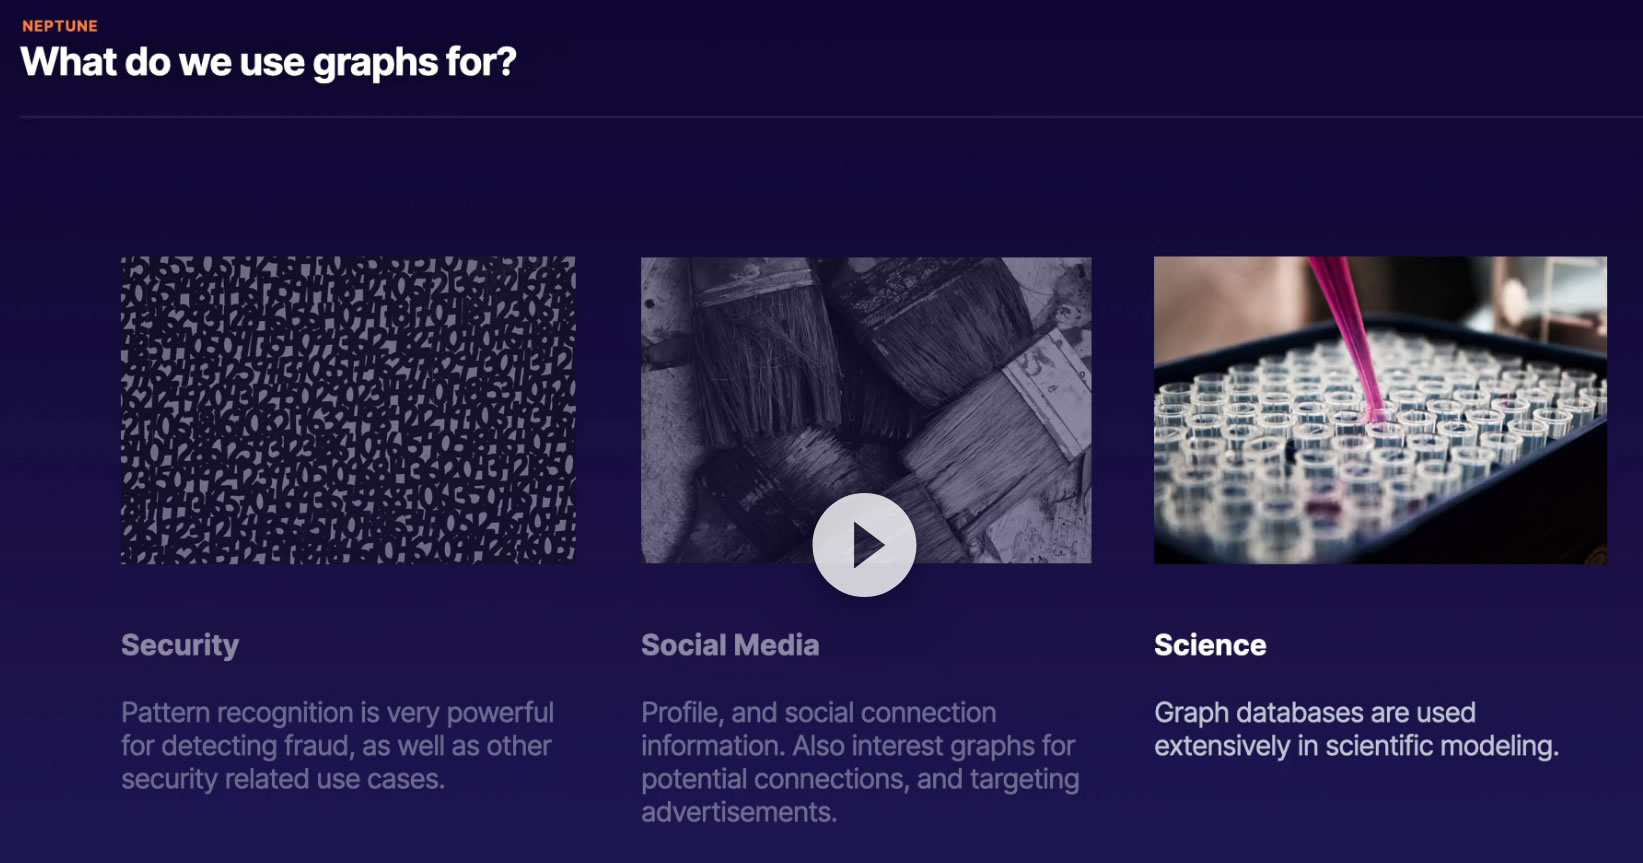 NEPTUNE
What do we use graphs for?
Security
Pattern recognition is very powerful
for detecting fraud, as well as other
security related use cases.
Social Media
Profile, and social connection
information. Also interest graphs for
potential connections, and targeting
advertisements.
Science
Graph databases are used
extensively in scientific modeling.